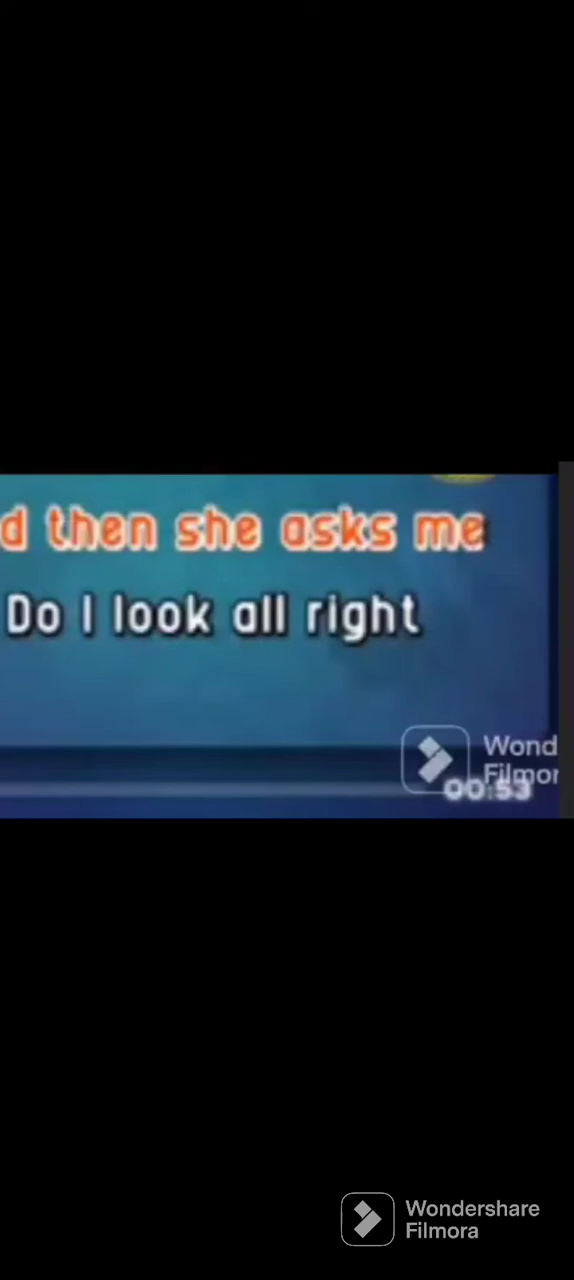 d then she asks me
Do I look all right
Wond
Filmor
00:53
Wondershare
Filmora